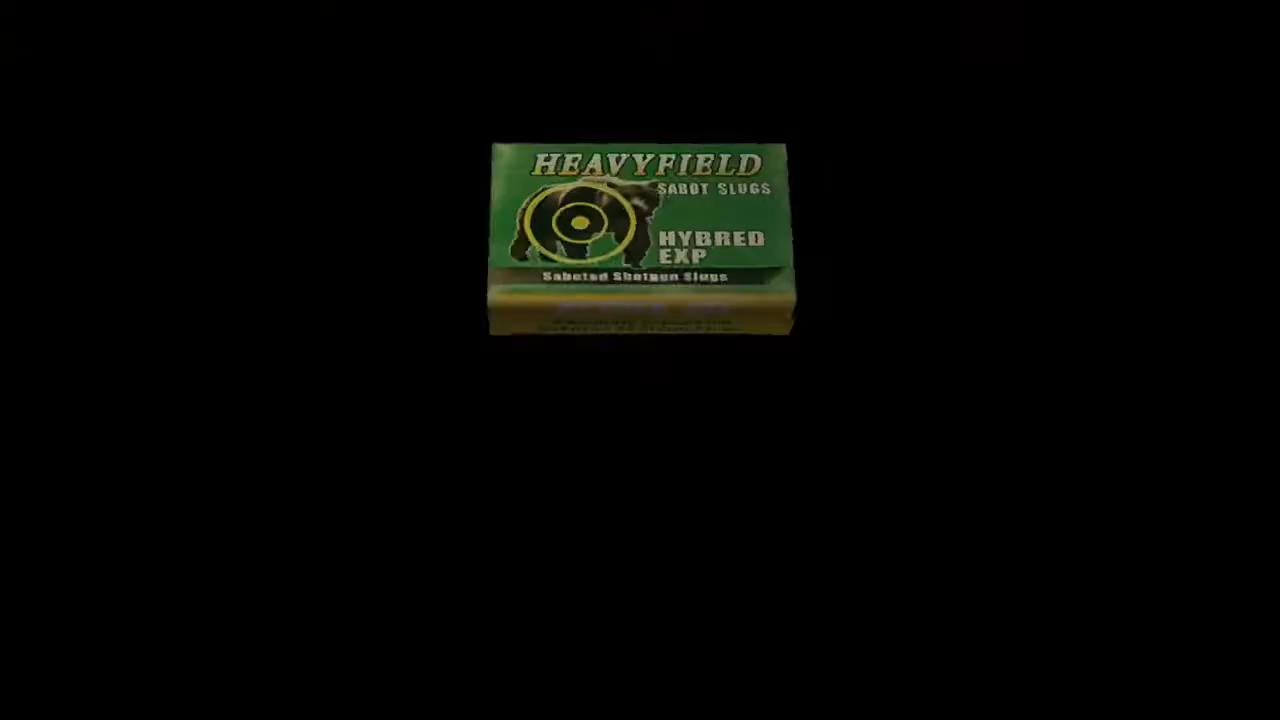 HEAVYFIELD
SABOT SLUGS
HYBRED
EXP
Saboted Shotgun Slugs